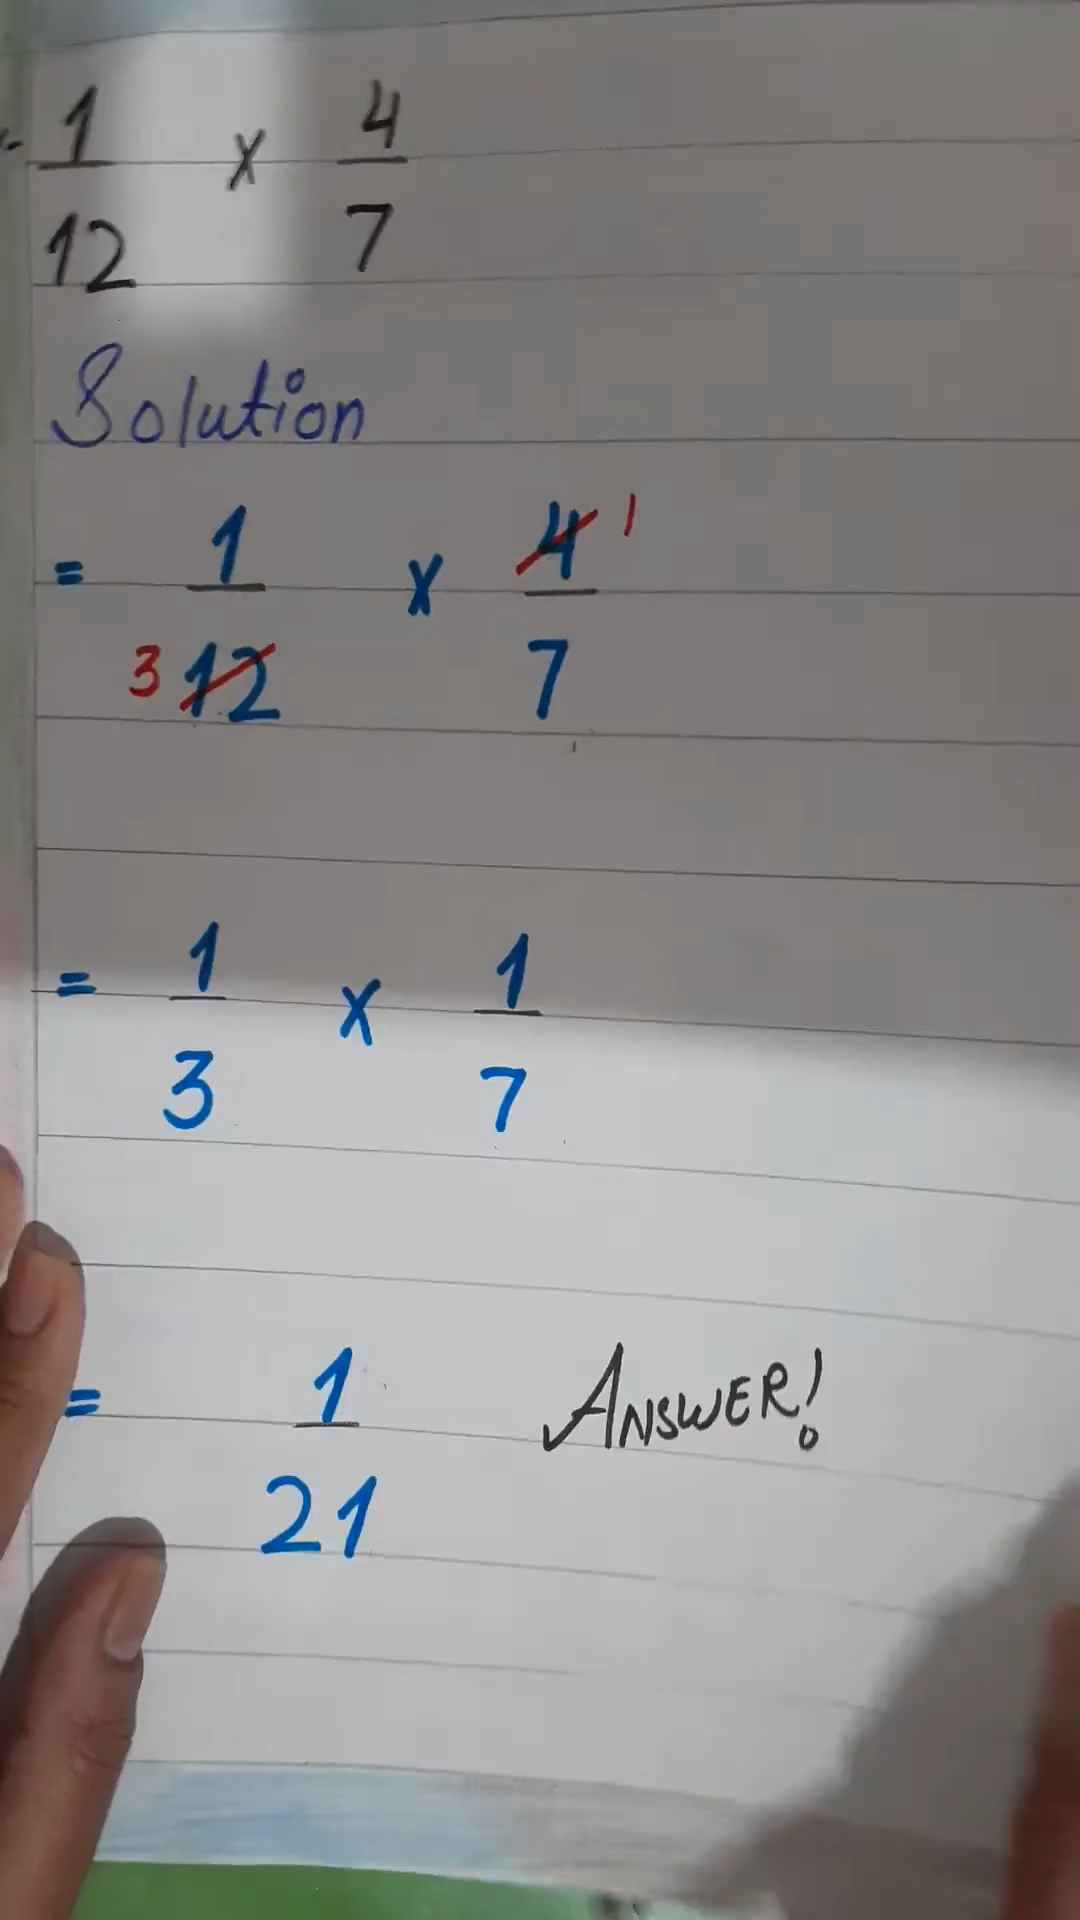 1/12 x 4/7
Solution
= 1/3 12 x 4 1/7
= 1/3 x 1/7
= 1/21 ANSWER!